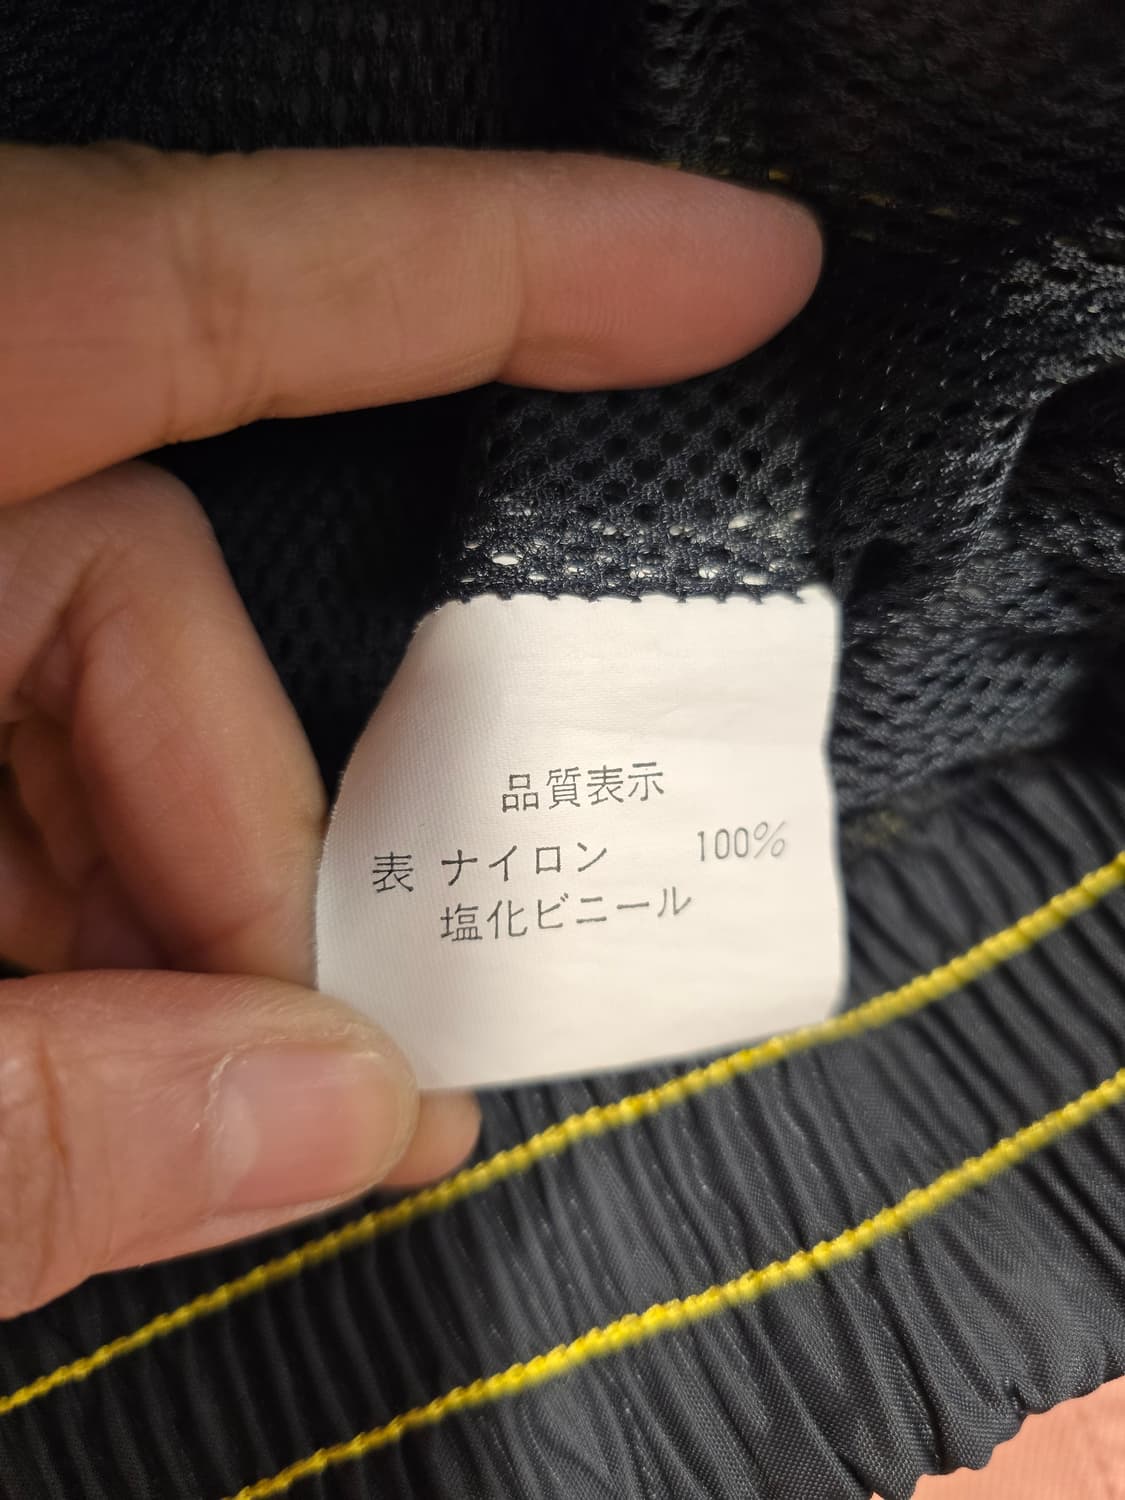 品質表示
表 ナイロン 100%
塩化ビニール